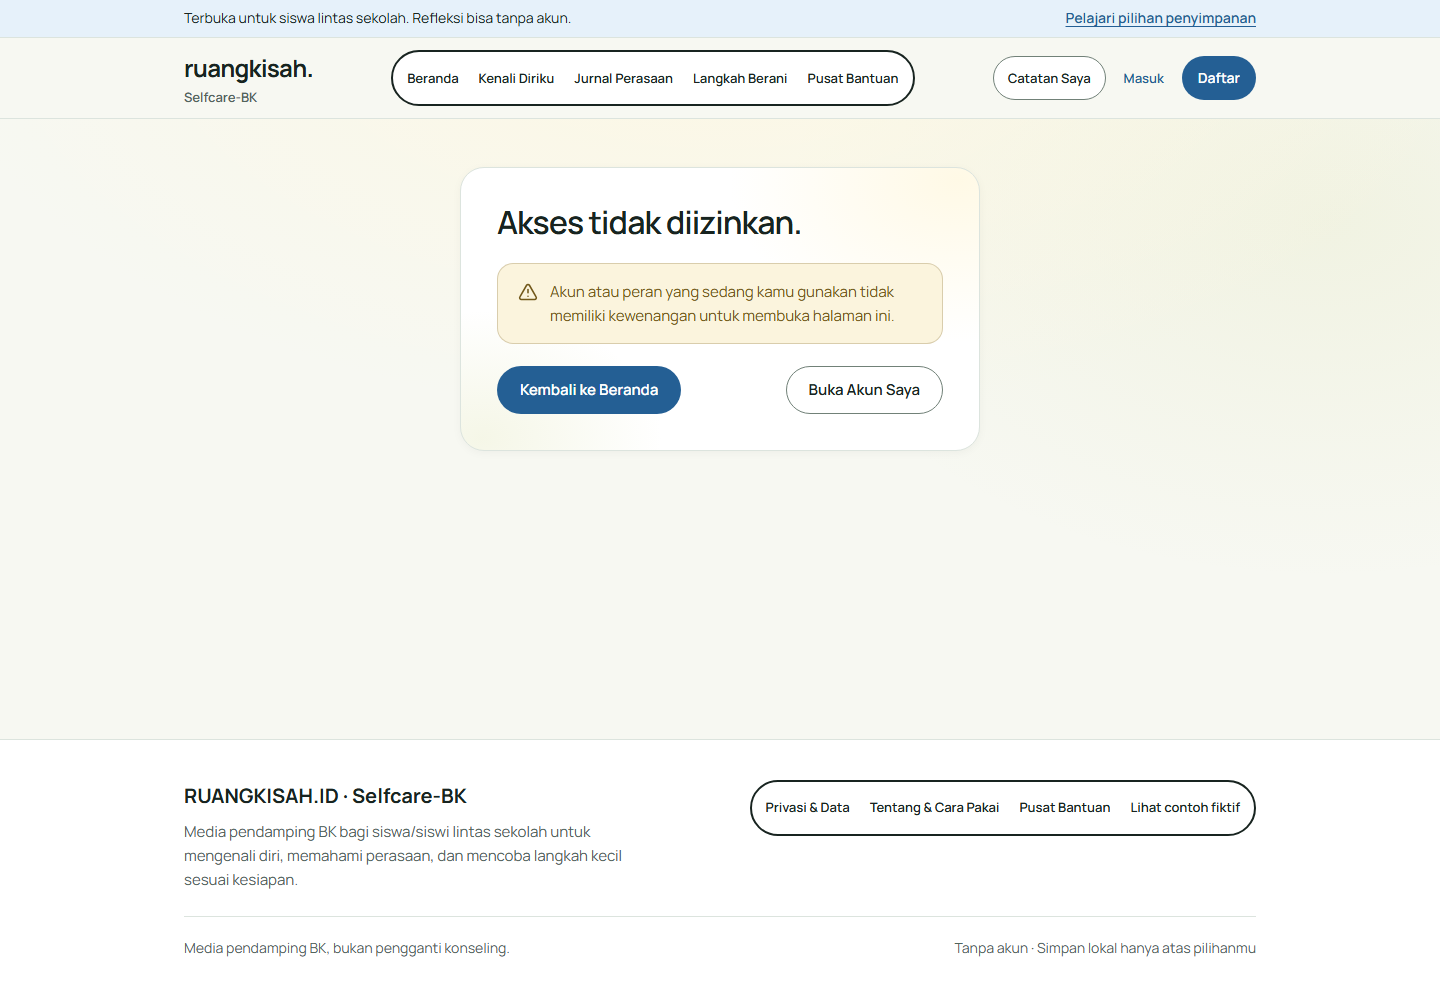 Terbuka untuk siswa lintas sekolah. Refleksi bisa tanpa akun.
Pelajari pilihan penyimpanan
ruangkisah.
Selfcare-BK
Beranda
Kenali Diriku
Jurnal Perasaan
Langkah Berani
Pusat Bantuan
Catatan Saya
Masuk
Daftar
Akses tidak diizinkan.
Akun atau peran yang sedang kamu gunakan tidak
memiliki kewenangan untuk membuka halaman ini.
Kembali ke Beranda
Buka Akun Saya
RUANGKISAH.ID · Selfcare-BK
Media pendamping BK bagi siswa/siswi lintas sekolah untuk
mengenali diri, memahami perasaan, dan mencoba langkah kecil
sesuai kesiapan.
Privasi & Data
Tentang & Cara Pakai
Pusat Bantuan
Lihat contoh fiktif
Media pendamping BK, bukan pengganti konseling.
Tanpa akun · Simpan lokal hanya atas pilihanmu